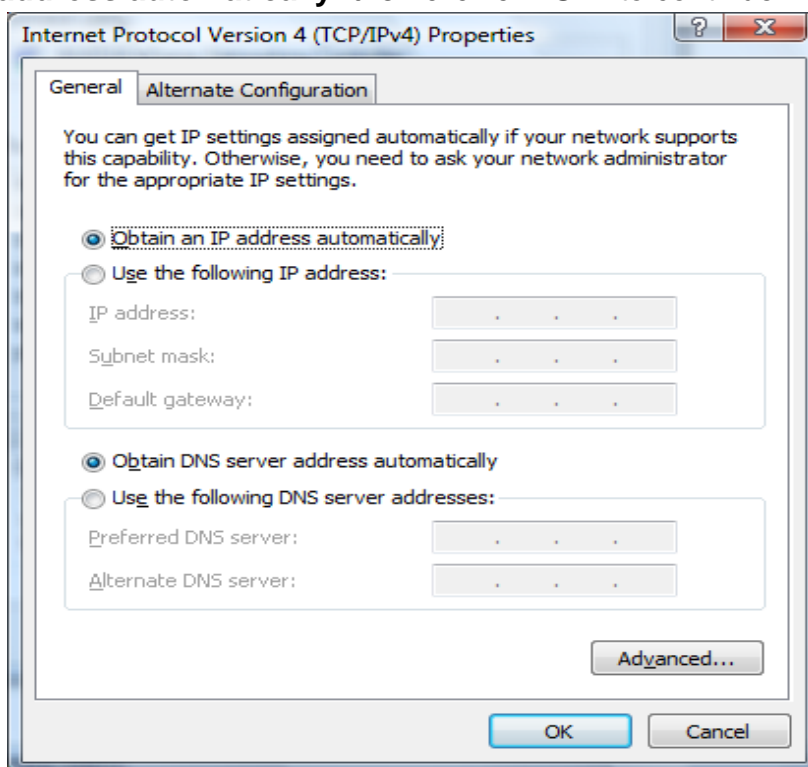 Internet Protocol Version 4 (TCP/IPv4) Properties
General
Alternate Configuration
You can get IP settings assigned automatically if your network supports
this capability. Otherwise, you need to ask your network administrator
for the appropriate IP settings.
Obtain an IP address automatically
Use the following IP address:
IP address:
Subnet mask:
Default gateway:
Obtain DNS server address automatically
Use the following DNS server addresses:
Preferred DNS server:
Alternate DNS server:
Advanced...
OK
Cancel